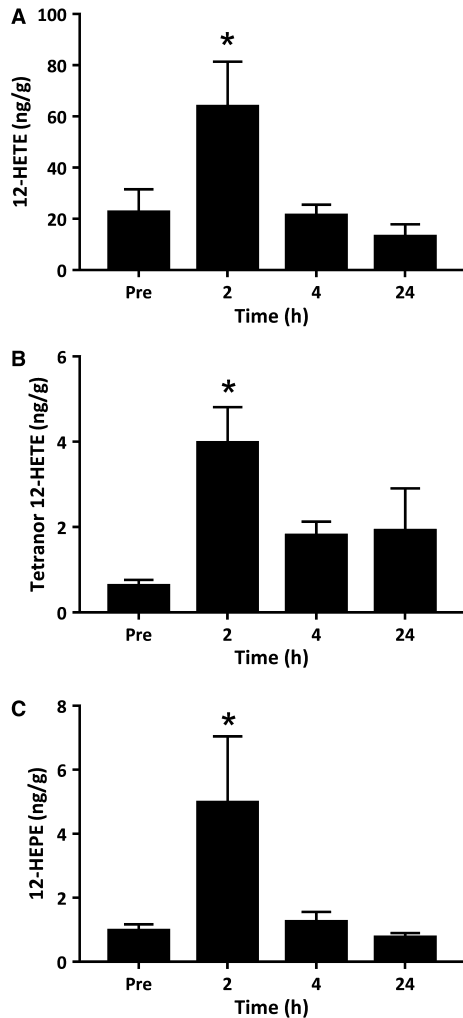 A
12-HETE (ng/g)
100
80
60
40
20
0
*
Pre 2 4 24
Time (h)
B
Tetranor 12-HETE (ng/g)
6
4
2
0
*
Pre 2 4 24
Time (h)
C
12-HEPE (ng/g)
8
6
4
2
0
*
Pre 2 4 24
Time (h)